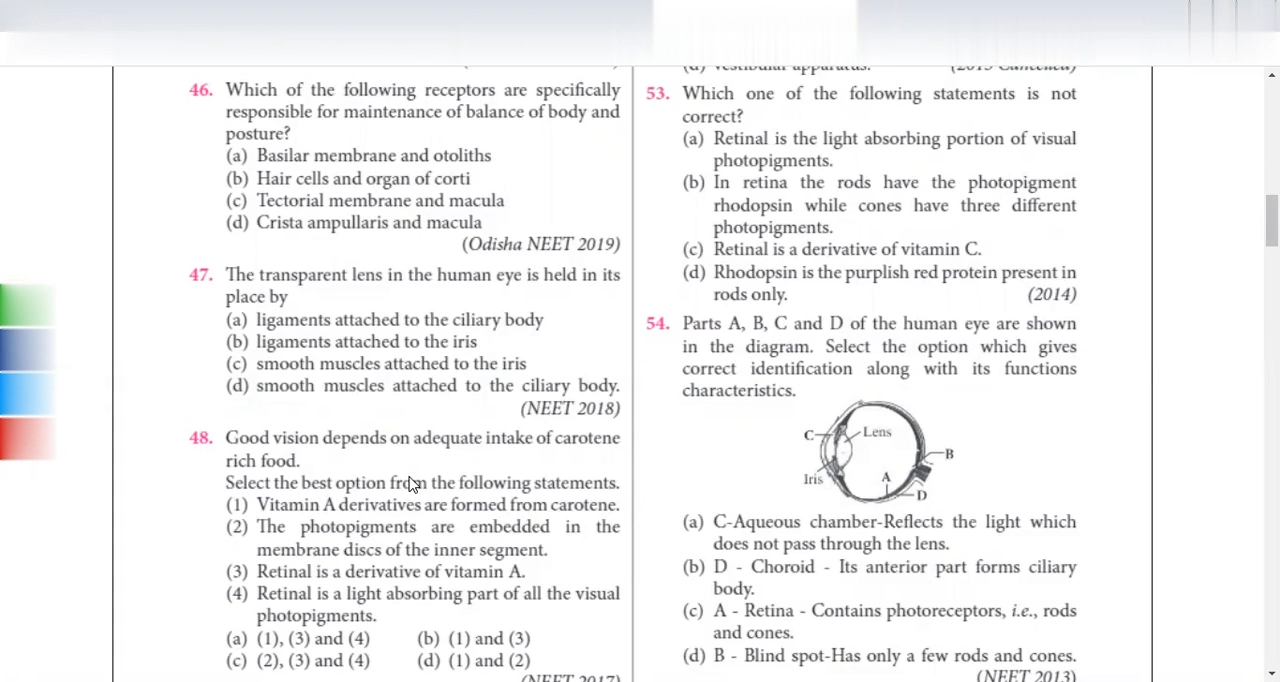 46. Which of the following receptors are specifically
responsible for maintenance of balance of body and
posture?
(a) Basilar membrane and otoliths
(b) Hair cells and organ of corti
(c) Tectorial membrane and macula
(d) Crista ampullaris and macula
(Odisha NEET 2019)
47. The transparent lens in the human eye is held in its
place by
(a) ligaments attached to the ciliary body
(b) ligaments attached to the iris
(c) smooth muscles attached to the iris
(d) smooth muscles attached to the ciliary body.
(NEET 2018)
48. Good vision depends on adequate intake of carotene
rich food.
Select the best option from the following statements.
(1) Vitamin A derivatives are formed from carotene.
(2) The photopigments are embedded in the
membrane discs of the inner segment.
(3) Retinal is a derivative of vitamin A.
(4) Retinal is a light absorbing part of all the visual
photopigments.
(a) (1), (3) and (4) (b) (1) and (3)
(c) (2), (3) and (4) (d) (1) and (2)
(NEET 2017)
(d) vestibular apparatus. (2015 Cancelled)
53. Which one of the following statements is not
correct?
(a) Retinal is the light absorbing portion of visual
photopigments.
(b) In retina the rods have the photopigment
rhodopsin while cones have three different
photopigments.
(c) Retinal is a derivative of vitamin C.
(d) Rhodopsin is the purplish red protein present in
rods only. (2014)
54. Parts A, B, C and D of the human eye are shown
in the diagram. Select the option which gives
correct identification along with its functions
characteristics.
C
Lens
B
Iris
A
D
(a) C-Aqueous chamber-Reflects the light which
does not pass through the lens.
(b) D - Choroid - Its anterior part forms ciliary
body.
(c) A - Retina - Contains photoreceptors, i.e., rods
and cones.
(d) B - Blind spot-Has only a few rods and cones.
(NEET 2013)